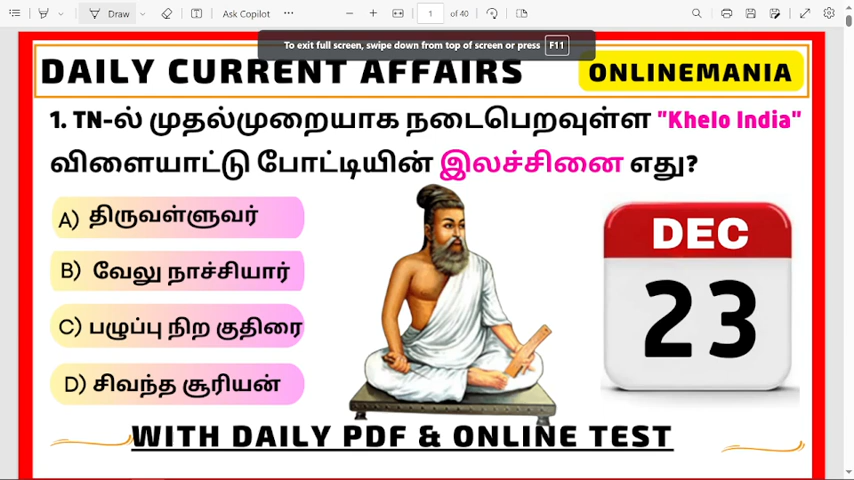 Draw
Ask Copilot
1 of 40
To exit full screen, swipe down from top of screen or press F11
DAILY CURRENT AFFAIRS
ONLINEMANIA
1. TN-ல் முதல்முறையாக நடைபெறவுள்ள "Khelo India"
விளையாட்டு போட்டியின் இலச்சினை எது?
A) திருவள்ளுவர்
B) வேலு நாச்சியார்
C) பழுப்பு நிற குதிரை
D) சிவந்த சூரியன்
DEC
23
WITH DAILY PDF & ONLINE TEST